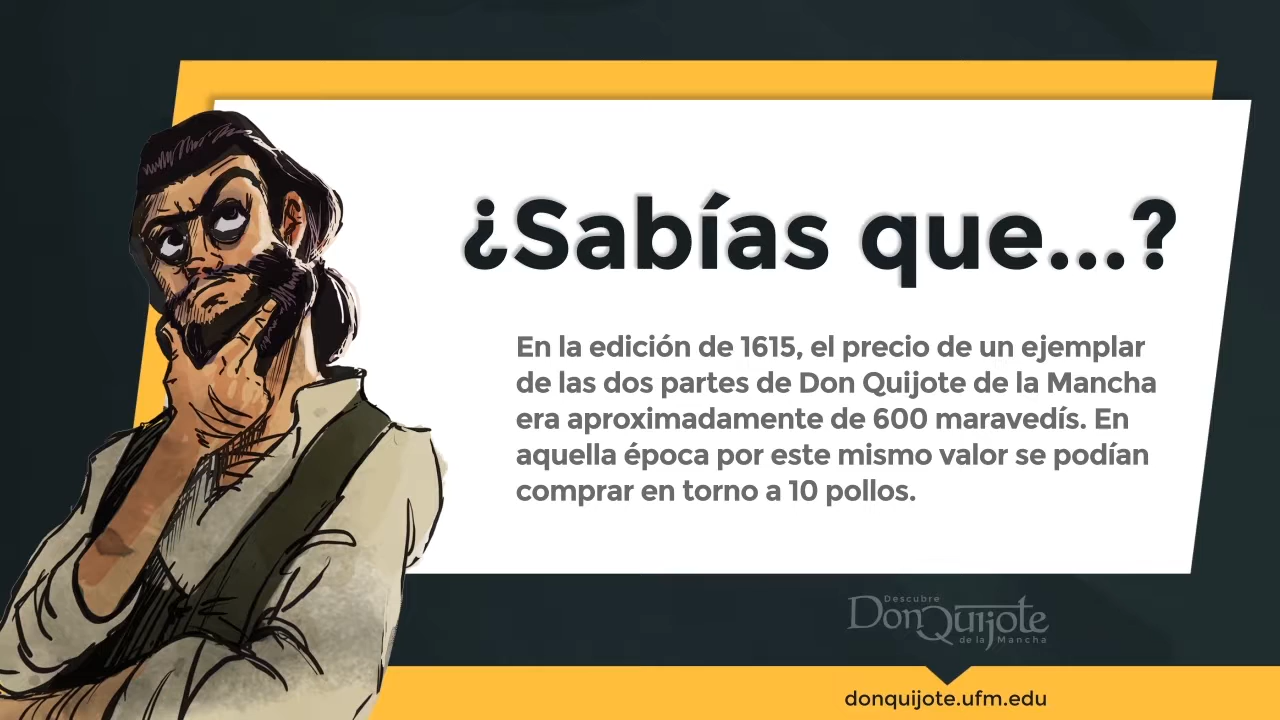 ¿Sabías que...?
En la edición de 1615, el precio de un ejemplar
de las dos partes de Don Quijote de la Mancha
era aproximadamente de 600 maravedís. En
aquella época por este mismo valor se podían
comprar en torno a 10 pollos.
Descubre
Don Quijote
de la Mancha
donquijote.ufm.edu